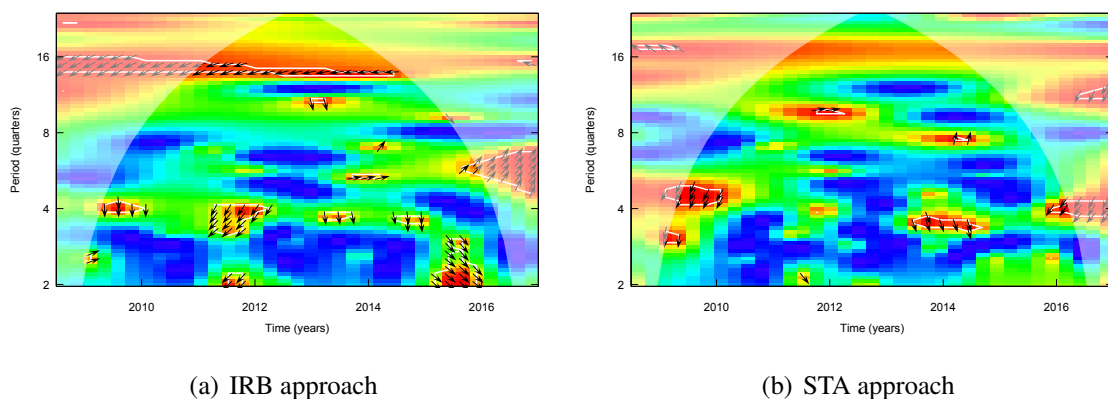 16
8
4
2
Period (quarters)
2010
2012
2014
2016
Time (years)
(a) IRB approach
16
8
4
2
Period (quarters)
2010
2012
2014
2016
Time (years)
(b) STA approach